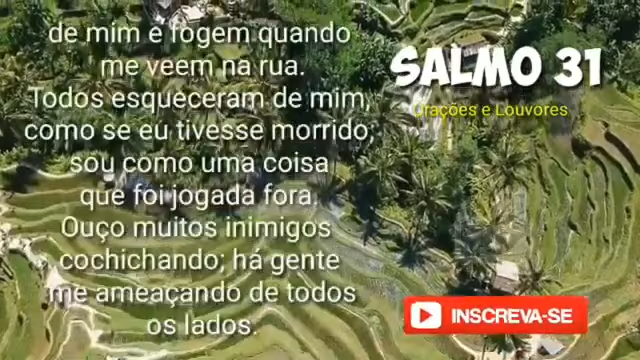 de mim e fogem quando
me veem na rua.
Todos esqueceram de mim,
como se eu tivesse morrido;
sou como uma coisa
que foi jogada fora.
Ouço muitos inimigos
cochichando; há gente
me ameaçando de todos
os lados.
SALMO 31
Orações e Louvores
INSCREVA-SE